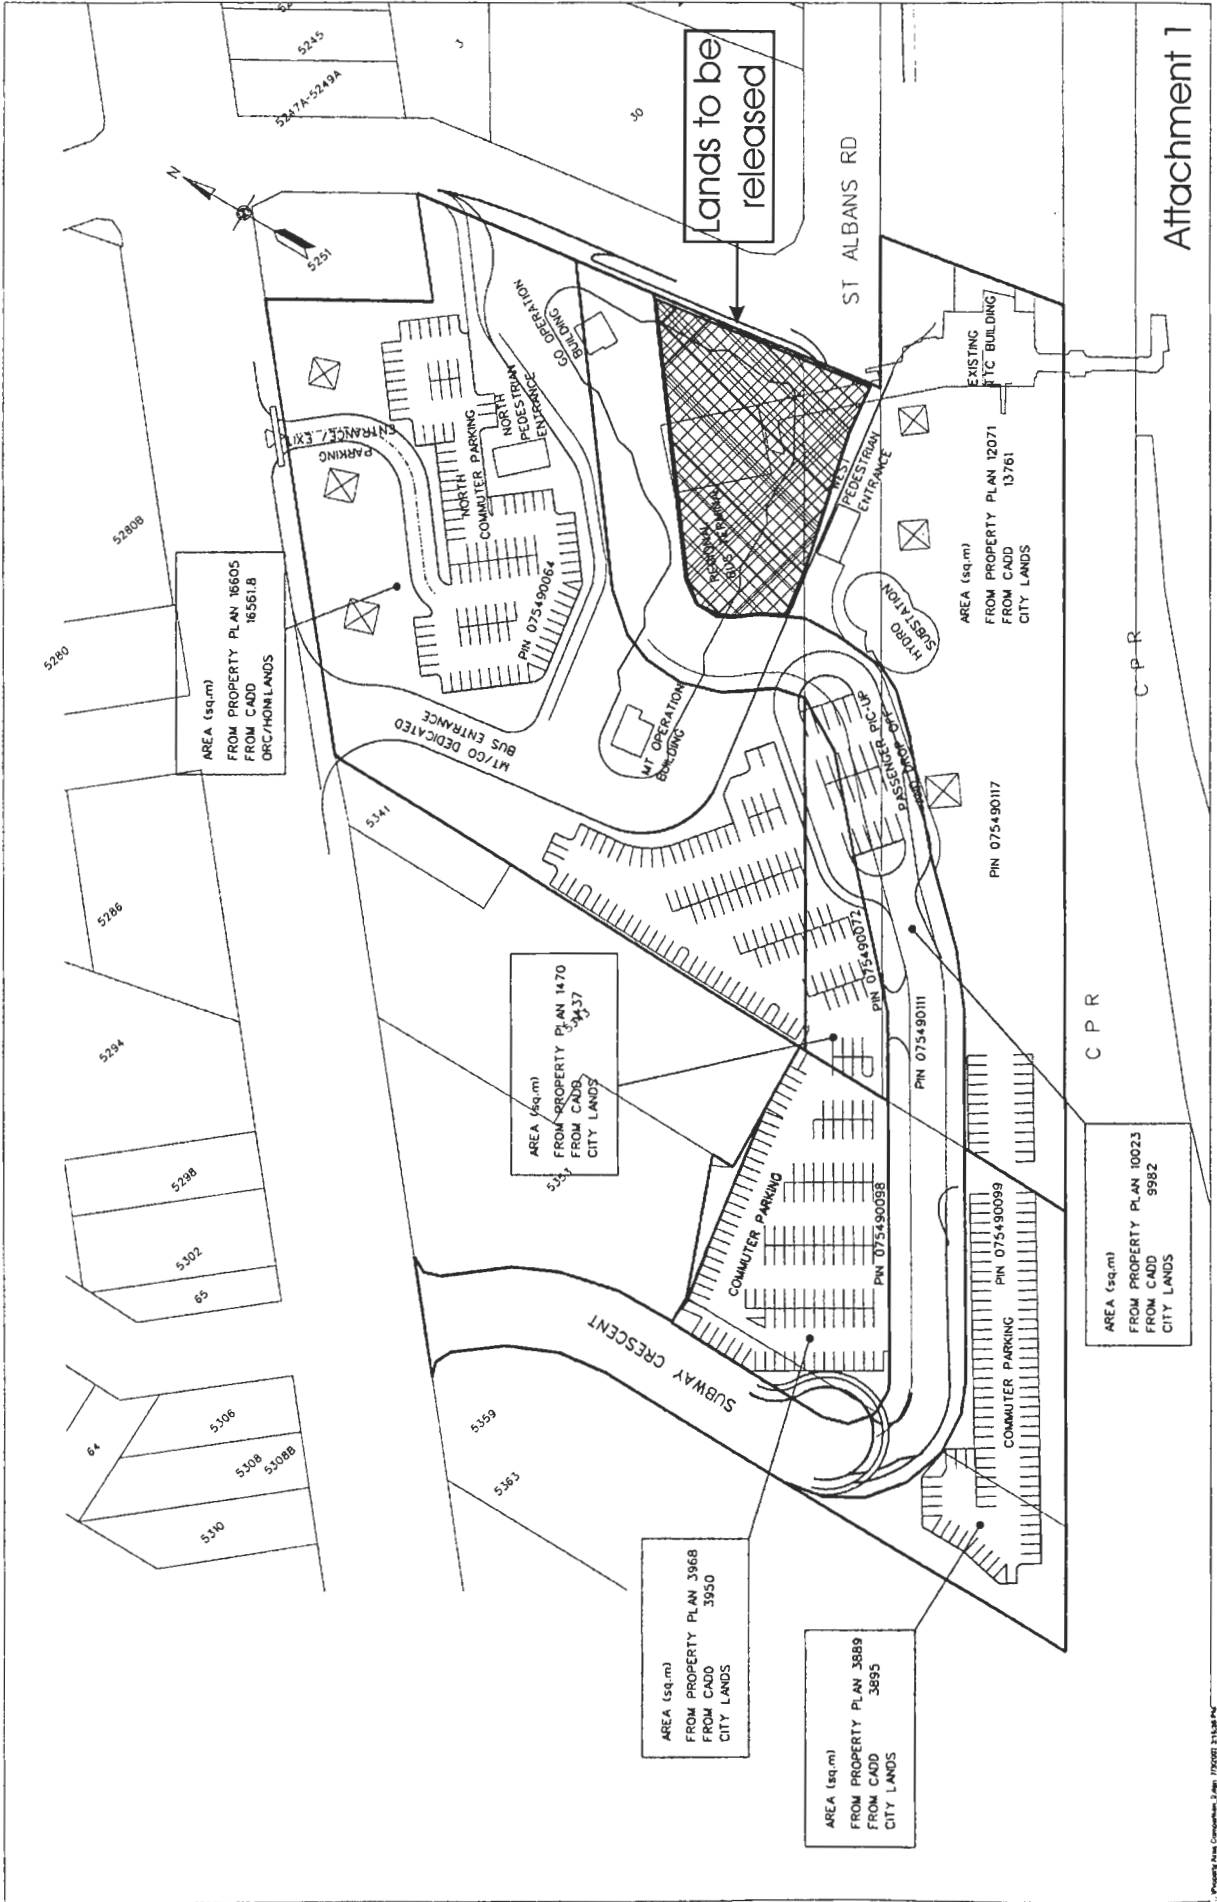 Attachment 1
Lands to be
released
ST ALBANS RD
N
5245
5247A-5249A
3
30
5251
5280B
5280
5286
5294
5298
5302
65
64
5306
5308
5308B
5310
5341
5353
5359
5363
AREA (sq.m)
FROM PROPERTY PLAN 16605
FROM CADD 16561.8
ORC/HONI LANDS
PARKING
ENTRANCE/ EXIT
NORTH
COMMUTER PARKING
NORTH
PEDESTRIAN
ENTRANCE
GO OPERATION
BUILDING
PIN 075490064
MT/GO DEDICATED
BUS ENTRANCE
MT OPERATION
BUILDING
REGIONAL
BUS TERMINAL
WEST
PEDESTRIAN
ENTRANCE
EXISTING
TTC BUILDING
HYDRO
SUBSTATION
AREA (sq.m)
FROM PROPERTY PLAN 12071
FROM CADD 13761
CITY LANDS
PASSENGER PIC-UP
AND DROP OFF
PIN 075490117
PIN 075490072
PIN 075490111
AREA (sq.m)
FROM PROPERTY PLAN 1470
FROM CADD
CITY LANDS
C P R
C P R
COMMUTER PARKING
PIN 075490098
PIN 075490099
COMMUTER PARKING
SUBWAY CRESCENT
AREA (sq.m)
FROM PROPERTY PLAN 10023
FROM CADD 9982
CITY LANDS
AREA (sq.m)
FROM PROPERTY PLAN 3968
FROM CADD 3950
CITY LANDS
AREA (sq.m)
FROM PROPERTY PLAN 3889
FROM CADD 3895
CITY LANDS